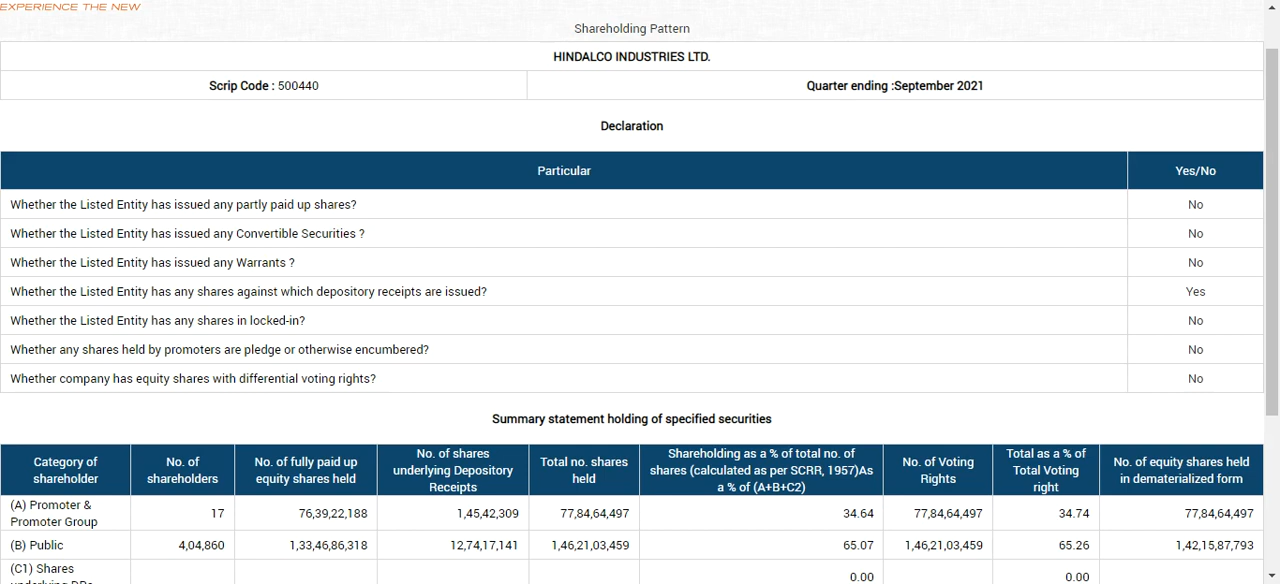 EXPERIENCE THE NEW
Shareholding Pattern
HINDALCO INDUSTRIES LTD.
Scrip Code : 500440 Quarter ending :September 2021
Declaration
Particular Yes/No
Whether the Listed Entity has issued any partly paid up shares? No
Whether the Listed Entity has issued any Convertible Securities ? No
Whether the Listed Entity has issued any Warrants ? No
Whether the Listed Entity has any shares against which depository receipts are issued? Yes
Whether the Listed Entity has any shares in locked-in? No
Whether any shares held by promoters are pledge or otherwise encumbered? No
Whether company has equity shares with differential voting rights? No
Summary statement holding of specified securities
Category of shareholder No. of shareholders No. of fully paid up equity shares held No. of shares underlying Depository Receipts Total no. shares held Shareholding as a % of total no. of shares (calculated as per SCRR, 1957)As a % of (A+B+C2) No. of Voting Rights Total as a % of Total Voting right No. of equity shares held in dematerialized form
(A) Promoter & Promoter Group 17 76,39,22,188 1,45,42,309 77,84,64,497 34.64 77,84,64,497 34.74 77,84,64,497
(B) Public 4,04,860 1,33,46,86,318 12,74,17,141 1,46,21,03,459 65.07 1,46,21,03,459 65.26 1,42,15,87,793
(C1) Shares underlying DRs 0.00 0.00